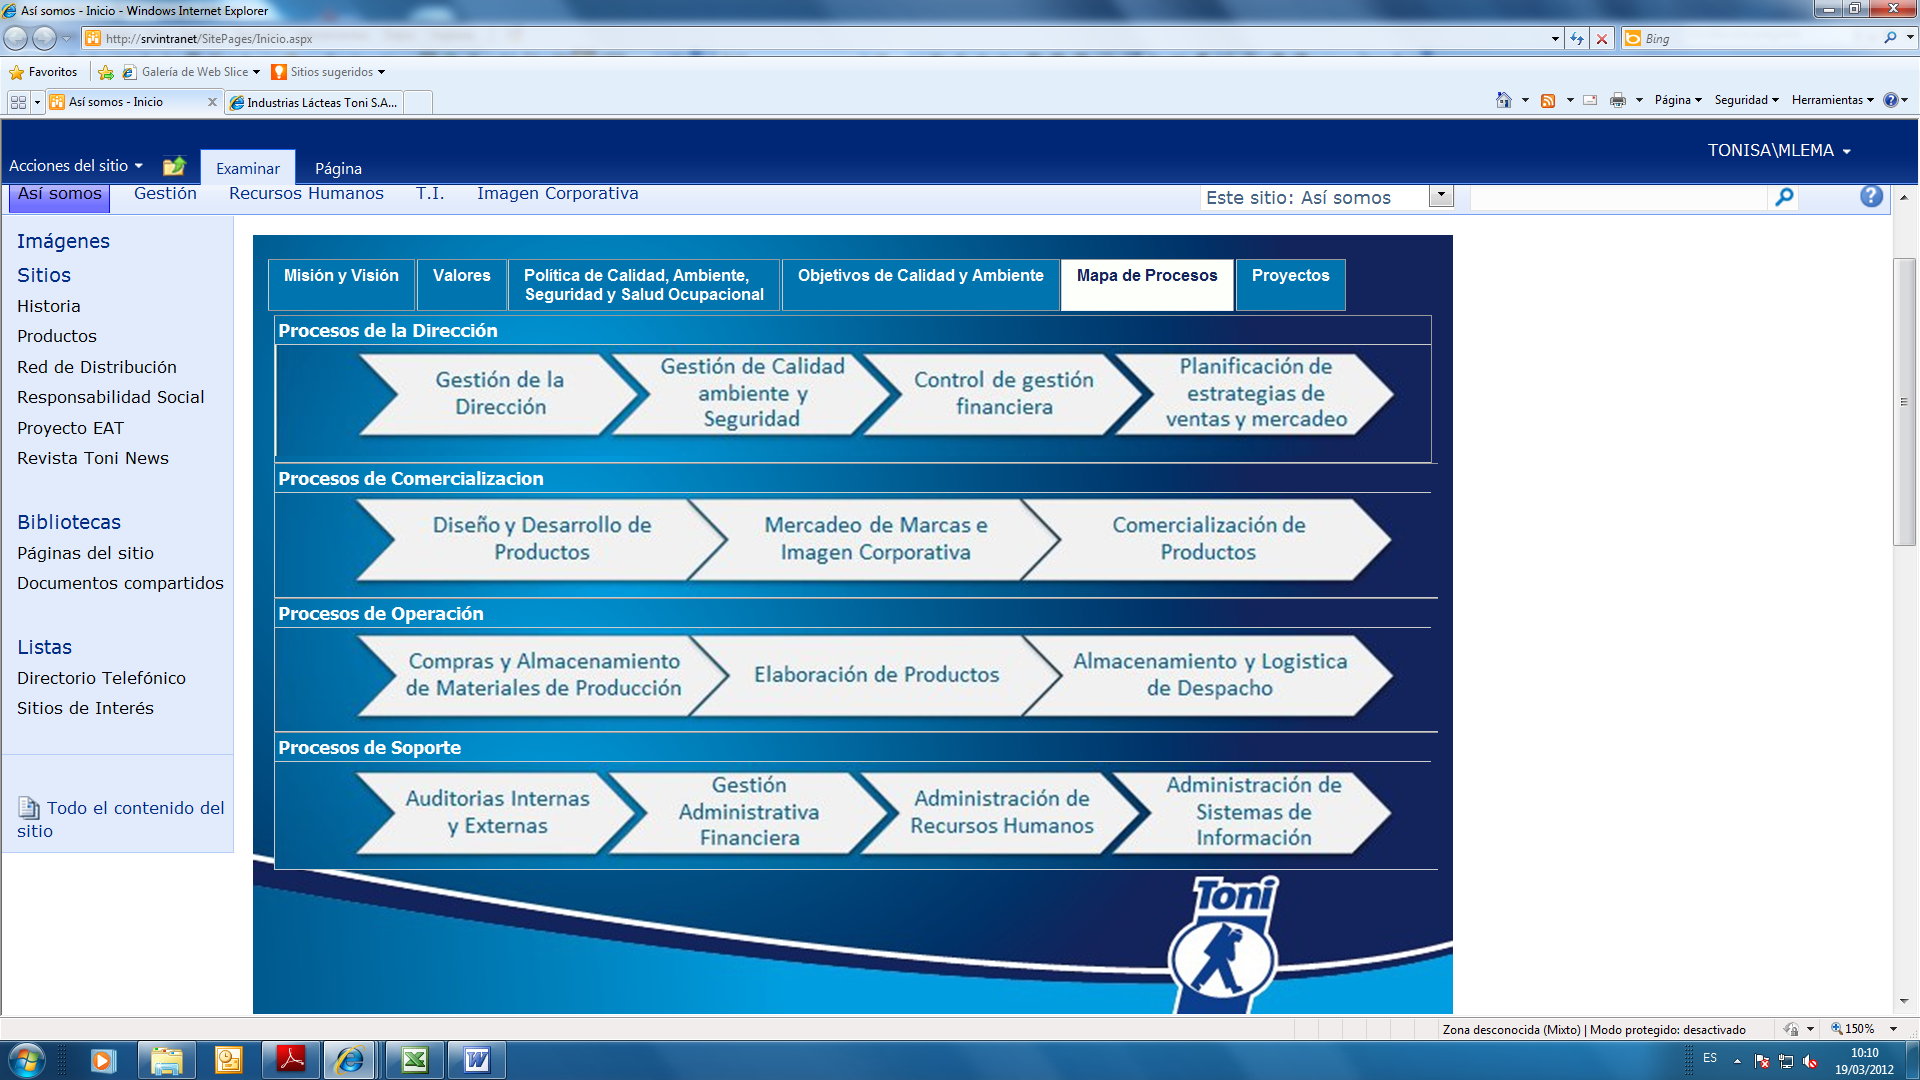 Así somos - Inicio - Windows Internet Explorer
http://srvintranet/SitePages/Inicio.aspx
Bing
Favoritos
Galería de Web Slice
Sitios sugeridos
Así somos - Inicio
Industrias Lácteas Toni S.A...
Página
Seguridad
Herramientas
Acciones del sitio
Examinar
Página
TONISA\MLEMA
Así somos
Gestión
Recursos Humanos
T.I.
Imagen Corporativa
Este sitio: Así somos
Imágenes
Sitios
Historia
Productos
Red de Distribución
Responsabilidad Social
Proyecto EAT
Revista Toni News
Bibliotecas
Páginas del sitio
Documentos compartidos
Listas
Directorio Telefónico
Sitios de Interés
Todo el contenido del
sitio
Misión y Visión
Valores
Política de Calidad, Ambiente,
Seguridad y Salud Ocupacional
Objetivos de Calidad y Ambiente
Mapa de Procesos
Proyectos
Procesos de la Dirección
Gestión de la
Dirección
Gestión de Calidad
ambiente y
Seguridad
Control de gestión
financiera
Planificación de
estrategias de
ventas y mercadeo
Procesos de Comercializacion
Diseño y Desarrollo de
Productos
Mercadeo de Marcas e
Imagen Corporativa
Comercialización de
Productos
Procesos de Operación
Compras y Almacenamiento
de Materiales de Producción
Elaboración de Productos
Almacenamiento y Logistica
de Despacho
Procesos de Soporte
Auditorias Internas
y Externas
Gestión
Administrativa
Financiera
Administración de
Recursos Humanos
Administración de
Sistemas de
Información
Toni
Zona desconocida (Mixto) | Modo protegido: desactivado
150%
ES
10:10
19/03/2012